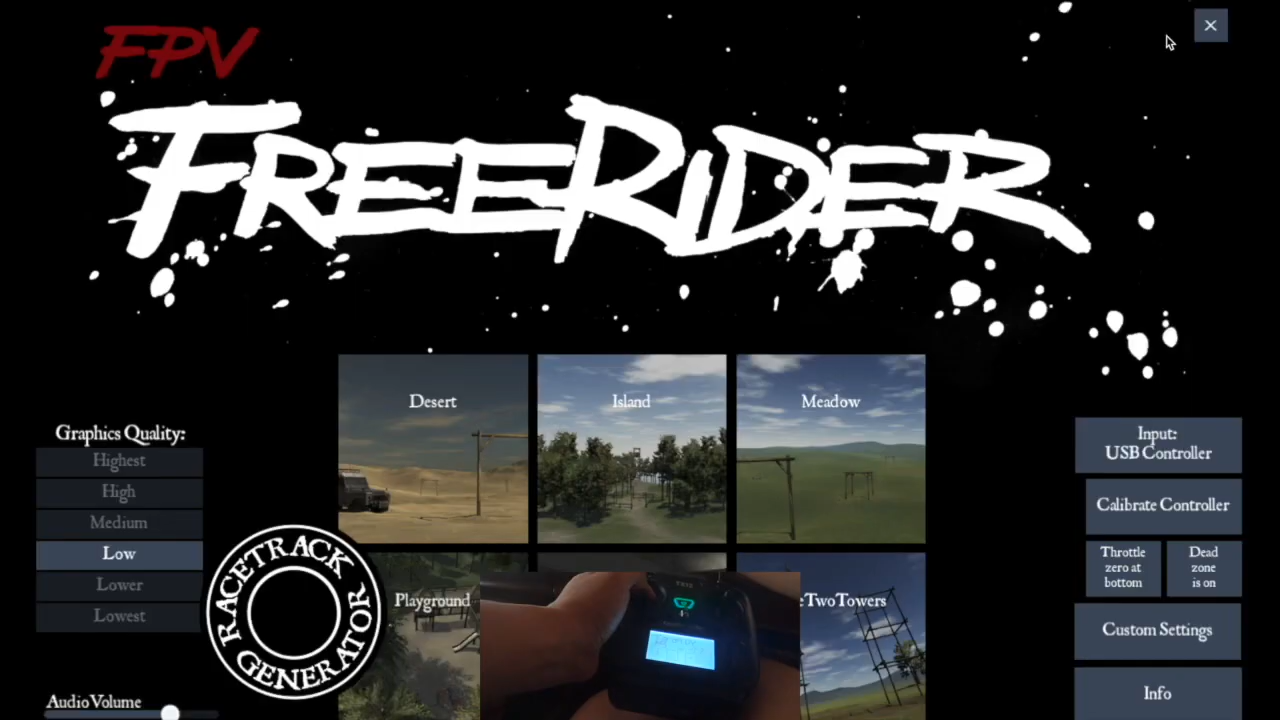 FPV
FREERIDER
Graphics Quality:
Highest
High
Medium
Low
Lower
Lowest
RACETRACK
GENERATOR
Audio Volume
Desert
Island
Meadow
Playground
eTwoTowers
Input:
USB Controller
Calibrate Controller
Throttle
zero at
bottom
Dead
zone
is on
Custom Settings
Info